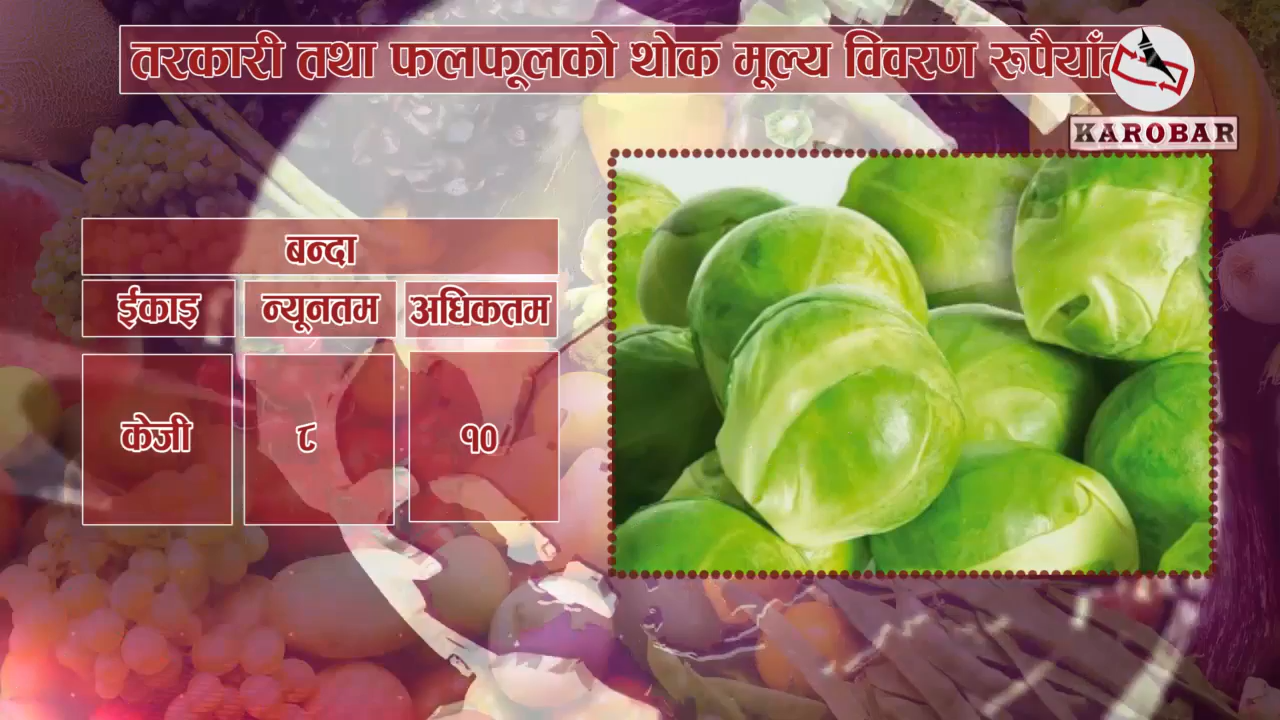 तरकारी तथा फलफूलको थोक मूल्य विवरण
KAROBAR
बन्दा
ईकाइ न्यूनतम अधिकतम
केजी ८ १०